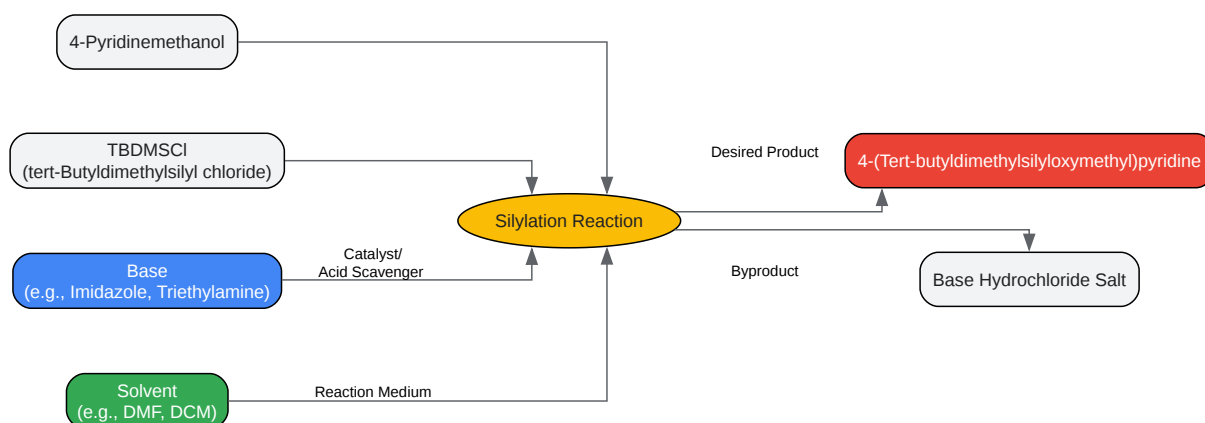 4-Pyridinemethanol
TBDMSCl
(tert-Butyldimethylsilyl chloride)
Desired Product
4-(Tert-butyldimethylsilyloxymethyl)pyridine
Silylation Reaction
Catalyst/
Acid Scavenger
Base
(e.g., Imidazole, Triethylamine)
Byproduct
Base Hydrochloride Salt
Solvent
(e.g., DMF, DCM)
Reaction Medium